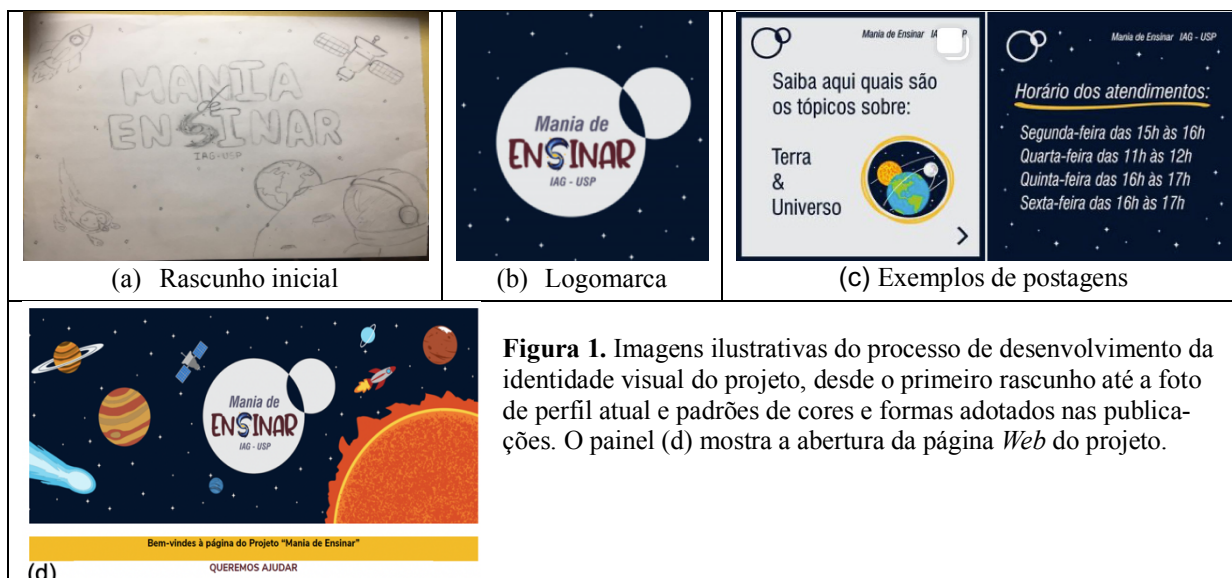 MANIA
ENSINAR
IAG-USP
(a) Rascunho inicial
Mania de
ENSINAR
IAG - USP
(b) Logomarca
Mania de Ensinar IA
Saiba aqui quais são
os tópicos sobre:
Terra
&
Universo
Mania de Ensinar IAG - USP
Horário dos atendimentos:
Segunda-feira das 15h às 16h
Quarta-feira das 11h às 12h
Quinta-feira das 16h às 17h
Sexta-feira das 16h às 17h
(c) Exemplos de postagens
Mania de
ENSINAR
IAG - USP
Bem-vindes à página do Projeto "Mania de Ensinar"
QUEREMOS AJUDAR
(d)
Figura 1. Imagens ilustrativas do processo de desenvolvimento da
identidade visual do projeto, desde o primeiro rascunho até a foto
de perfil atual e padrões de cores e formas adotados nas publica-
ções. O painel (d) mostra a abertura da página Web do projeto.